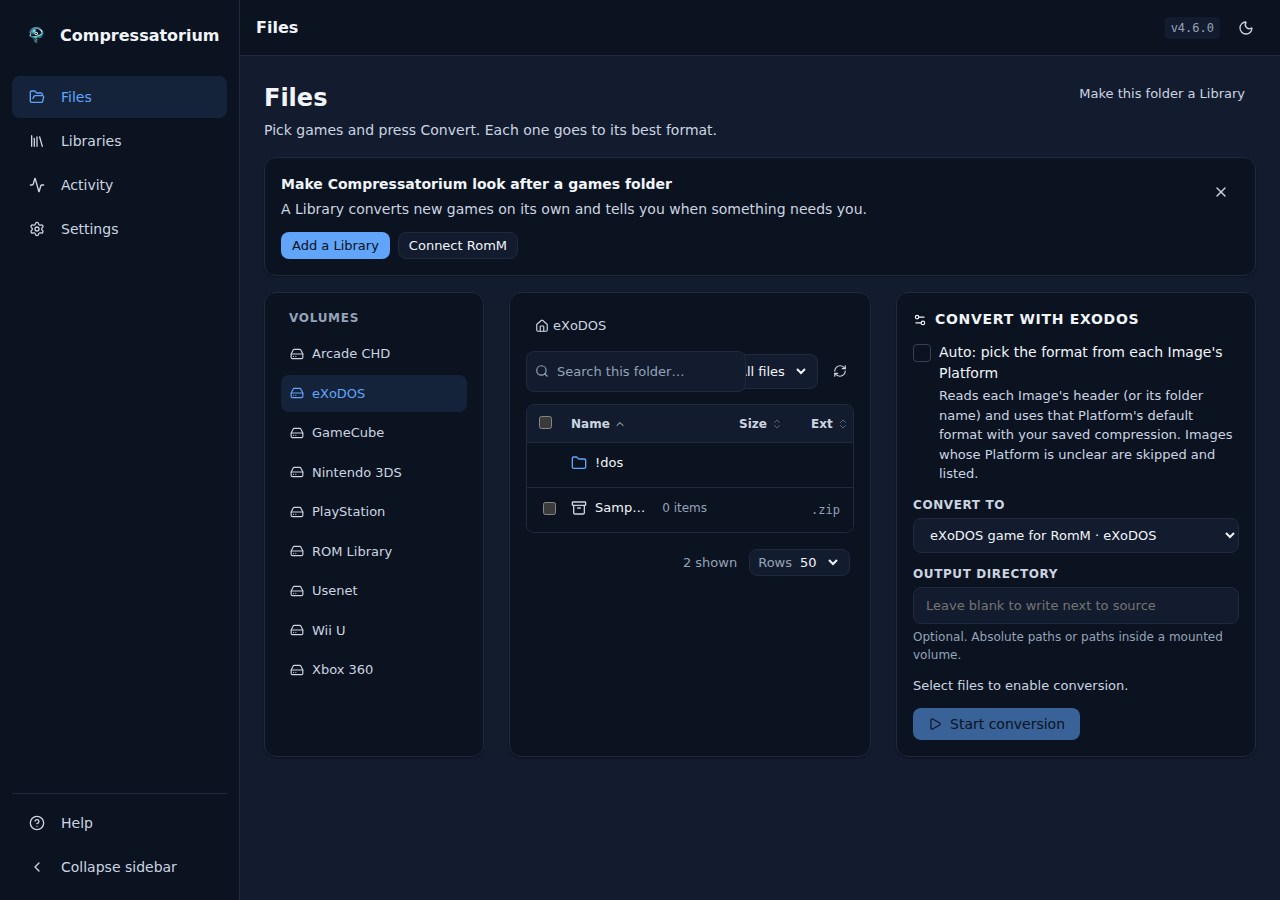 Compressatorium
Files
Libraries
Activity
Settings
Help
Collapse sidebar
Files
v4.6.0
Files
Make this folder a Library
Pick games and press Convert. Each one goes to its best format.
Make Compressatorium look after a games folder
A Library converts new games on its own and tells you when something needs you.
Add a Library
Connect RomM
VOLUMES
Arcade CHD
eXoDOS
GameCube
Nintendo 3DS
PlayStation
ROM Library
Usenet
Wii U
Xbox 360
eXoDOS
Search this folder…
ll files
Name
Size
Ext
!dos
Samp…
0 items
.zip
2 shown
Rows 50
CONVERT WITH EXODOS
Auto: pick the format from each Image's
Platform
Reads each Image's header (or its folder
name) and uses that Platform's default
format with your saved compression. Images
whose Platform is unclear are skipped and
listed.
CONVERT TO
eXoDOS game for RomM · eXoDOS
OUTPUT DIRECTORY
Leave blank to write next to source
Optional. Absolute paths or paths inside a mounted
volume.
Select files to enable conversion.
Start conversion